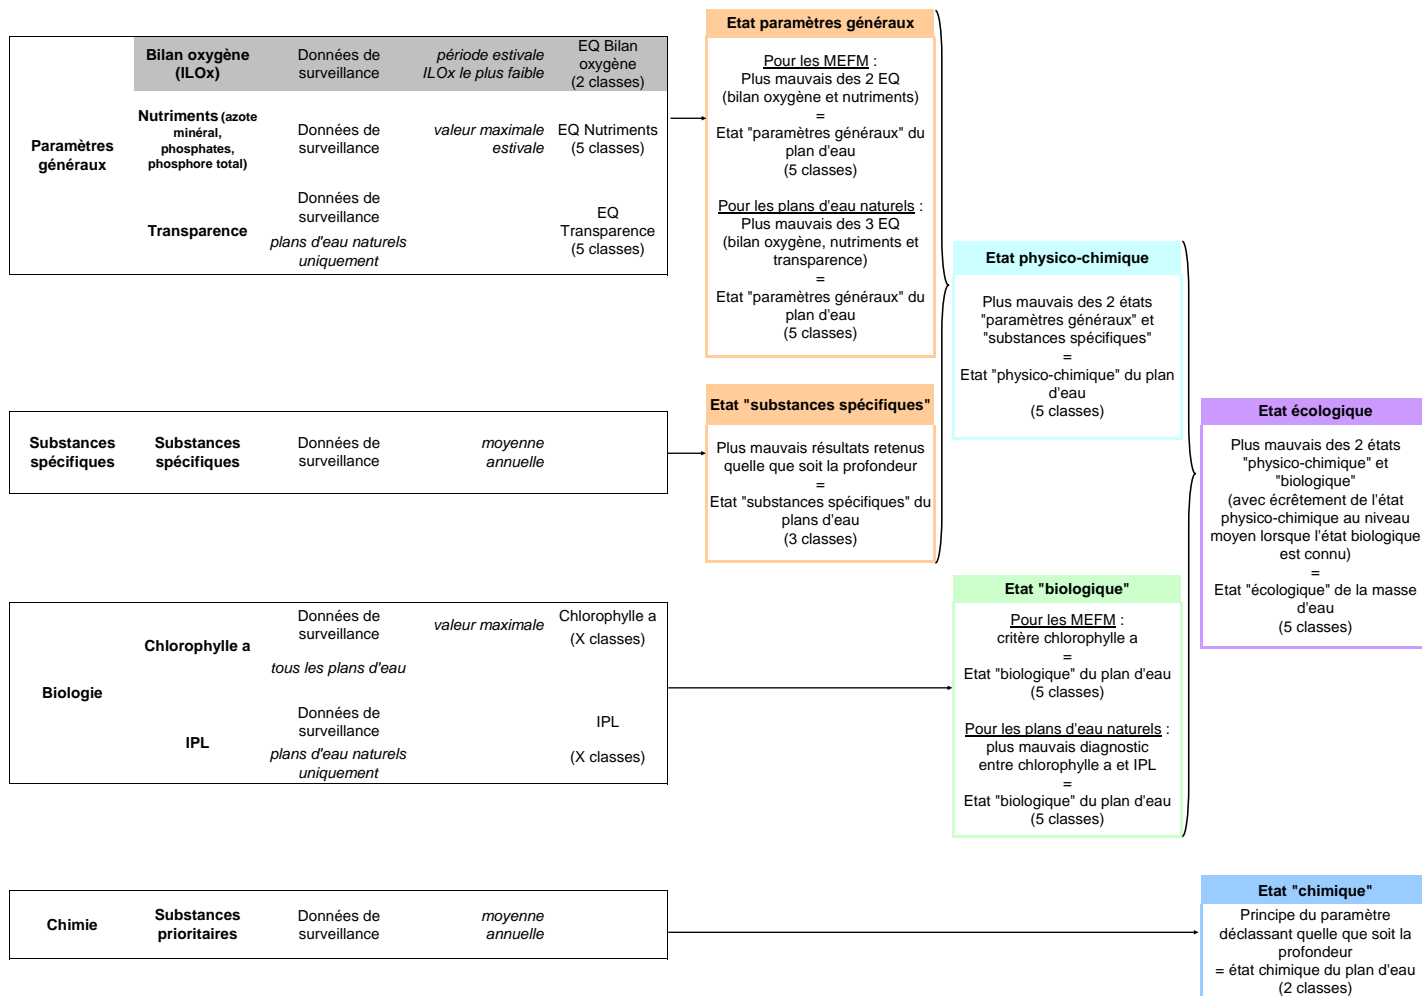 Etat paramètres généraux
Paramètres
généraux
Bilan oxygène
(ILOx)
Données de
surveillance
période estivale
ILOx le plus faible
EQ Bilan
oxygène
(2 classes)
Nutriments (azote
minéral,
phosphates,
phosphore total)
Données de
surveillance
valeur maximale
estivale
EQ Nutriments
(5 classes)
Transparence
Données de
surveillance
plans d'eau naturels
uniquement
EQ
Transparence
(5 classes)
Pour les MEFM :
Plus mauvais des 2 EQ
(bilan oxygène et nutriments)
=
Etat "paramètres généraux" du
plan d'eau
(5 classes)
Pour les plans d'eau naturels :
Plus mauvais des 3 EQ
(bilan oxygène, nutriments et
transparence)
=
Etat "paramètres généraux" du
plan d'eau
(5 classes)
Etat physico-chimique
Plus mauvais des 2 états
"paramètres généraux" et
"substances spécifiques"
=
Etat "physico-chimique" du plan
d'eau
(5 classes)
Substances
spécifiques
Substances
spécifiques
Données de
surveillance
moyenne
annuelle
Etat "substances spécifiques"
Plus mauvais résultats retenus
quelle que soit la profondeur
=
Etat "substances spécifiques" du
plans d'eau
(3 classes)
Etat écologique
Plus mauvais des 2 états
"physico-chimique" et
"biologique"
(avec écrêtement de l'état
physico-chimique au niveau
moyen lorsque l'état biologique
est connu)
=
Etat "écologique" de la masse
d'eau
(5 classes)
Biologie
Chlorophylle a
Données de
surveillance
tous les plans d'eau
valeur maximale
Chlorophylle a
(X classes)
IPL
Données de
surveillance
plans d'eau naturels
uniquement
IPL
(X classes)
Etat "biologique"
Pour les MEFM :
critère chlorophylle a
=
Etat "biologique" du plan d'eau
(5 classes)
Pour les plans d'eau naturels :
plus mauvais diagnostic
entre chlorophylle a et IPL
=
Etat "biologique" du plan d'eau
(5 classes)
Chimie
Substances
prioritaires
Données de
surveillance
moyenne
annuelle
Etat "chimique"
Principe du paramètre
déclassant quelle que soit la
profondeur
= état chimique du plan d'eau
(2 classes)